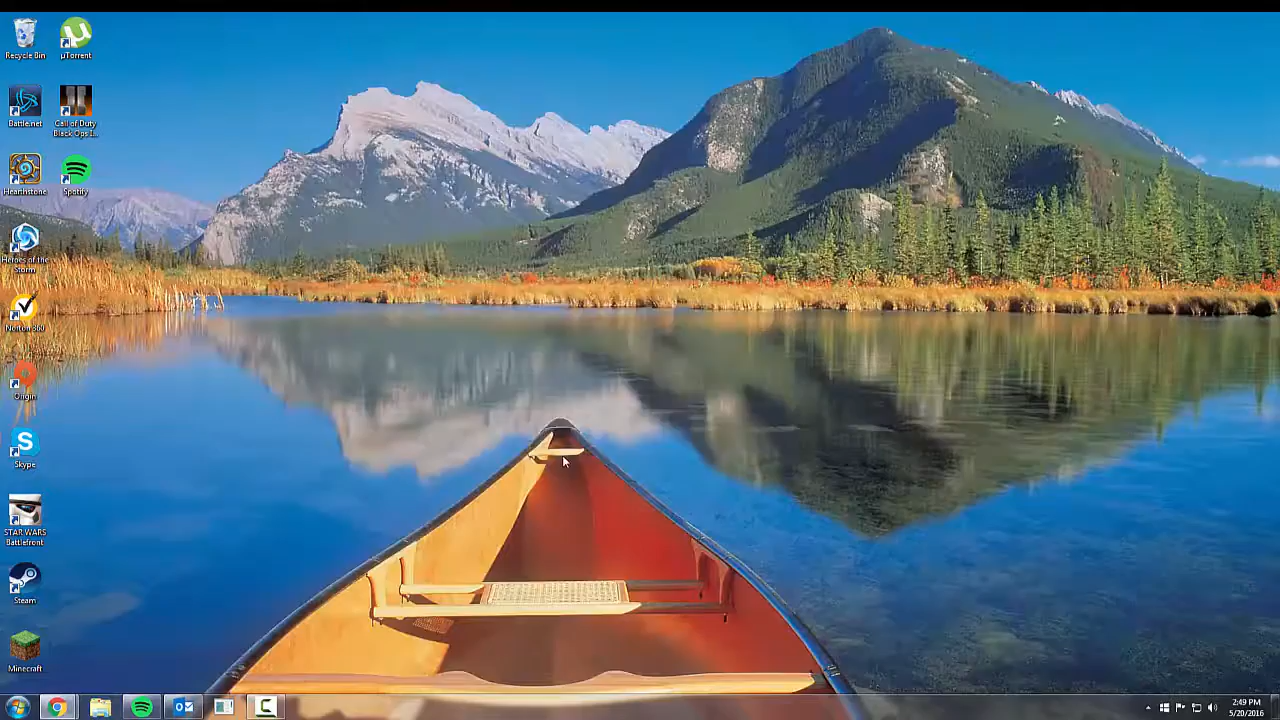 Recycle Bin
µTorrent
Battle.net
Call of Duty
Black Ops I...
Hearthstone
Spotify
Heroes of the
Storm
Norton 360
Origin
Skype
STAR WARS
Battlefront
Steam
Minecraft
2:49 PM
5/20/2016